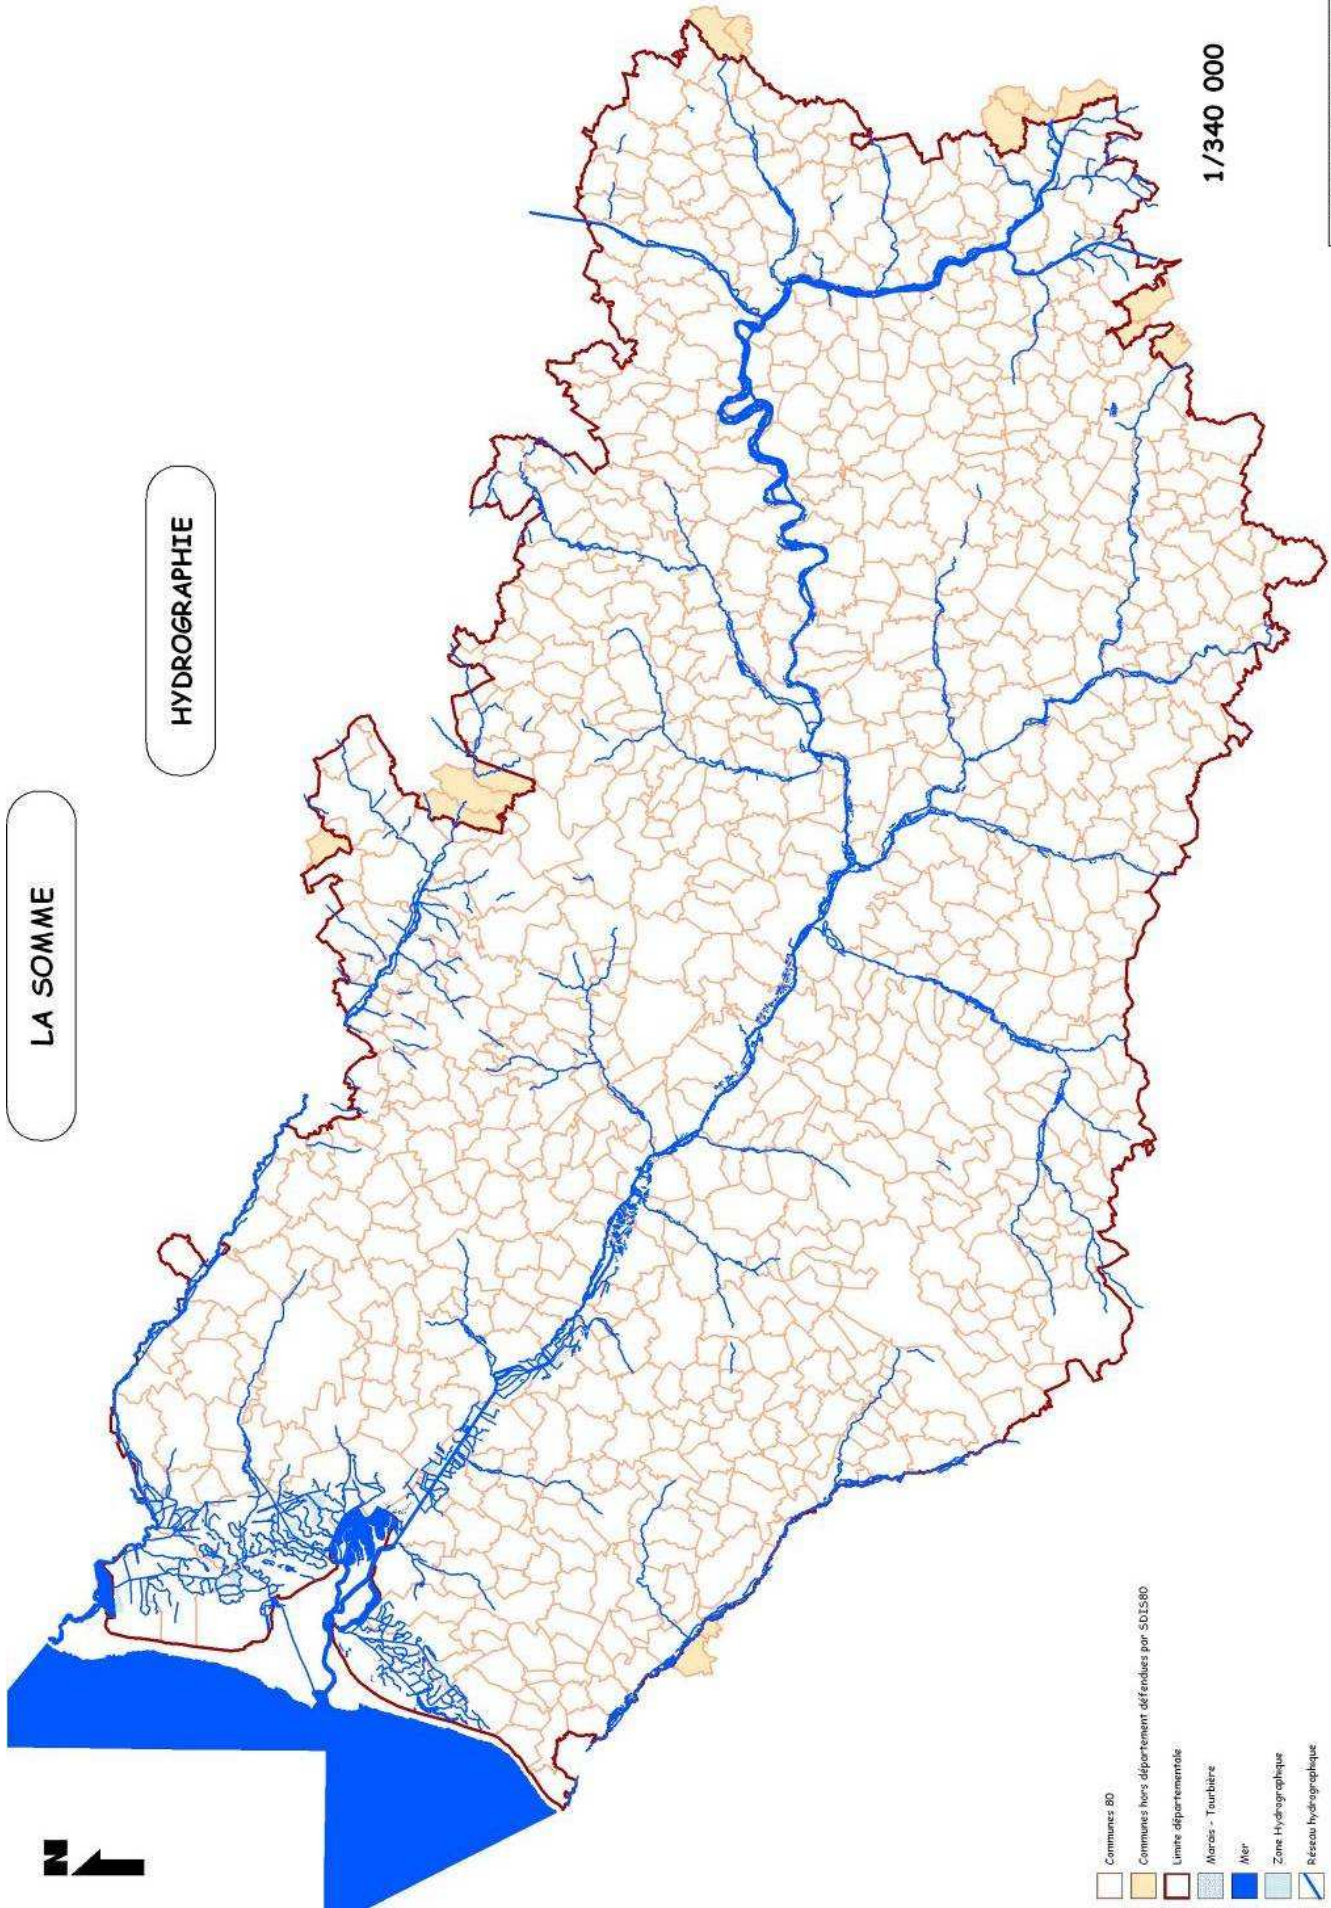 LA SOMME
HYDROGRAPHIE
N
1/340 000
Communes 80
Communes hors département défendues par SDIS80
Limite départementale
Marais - Tourbière
Mer
Zone Hydrographique
Réseau hydrographique